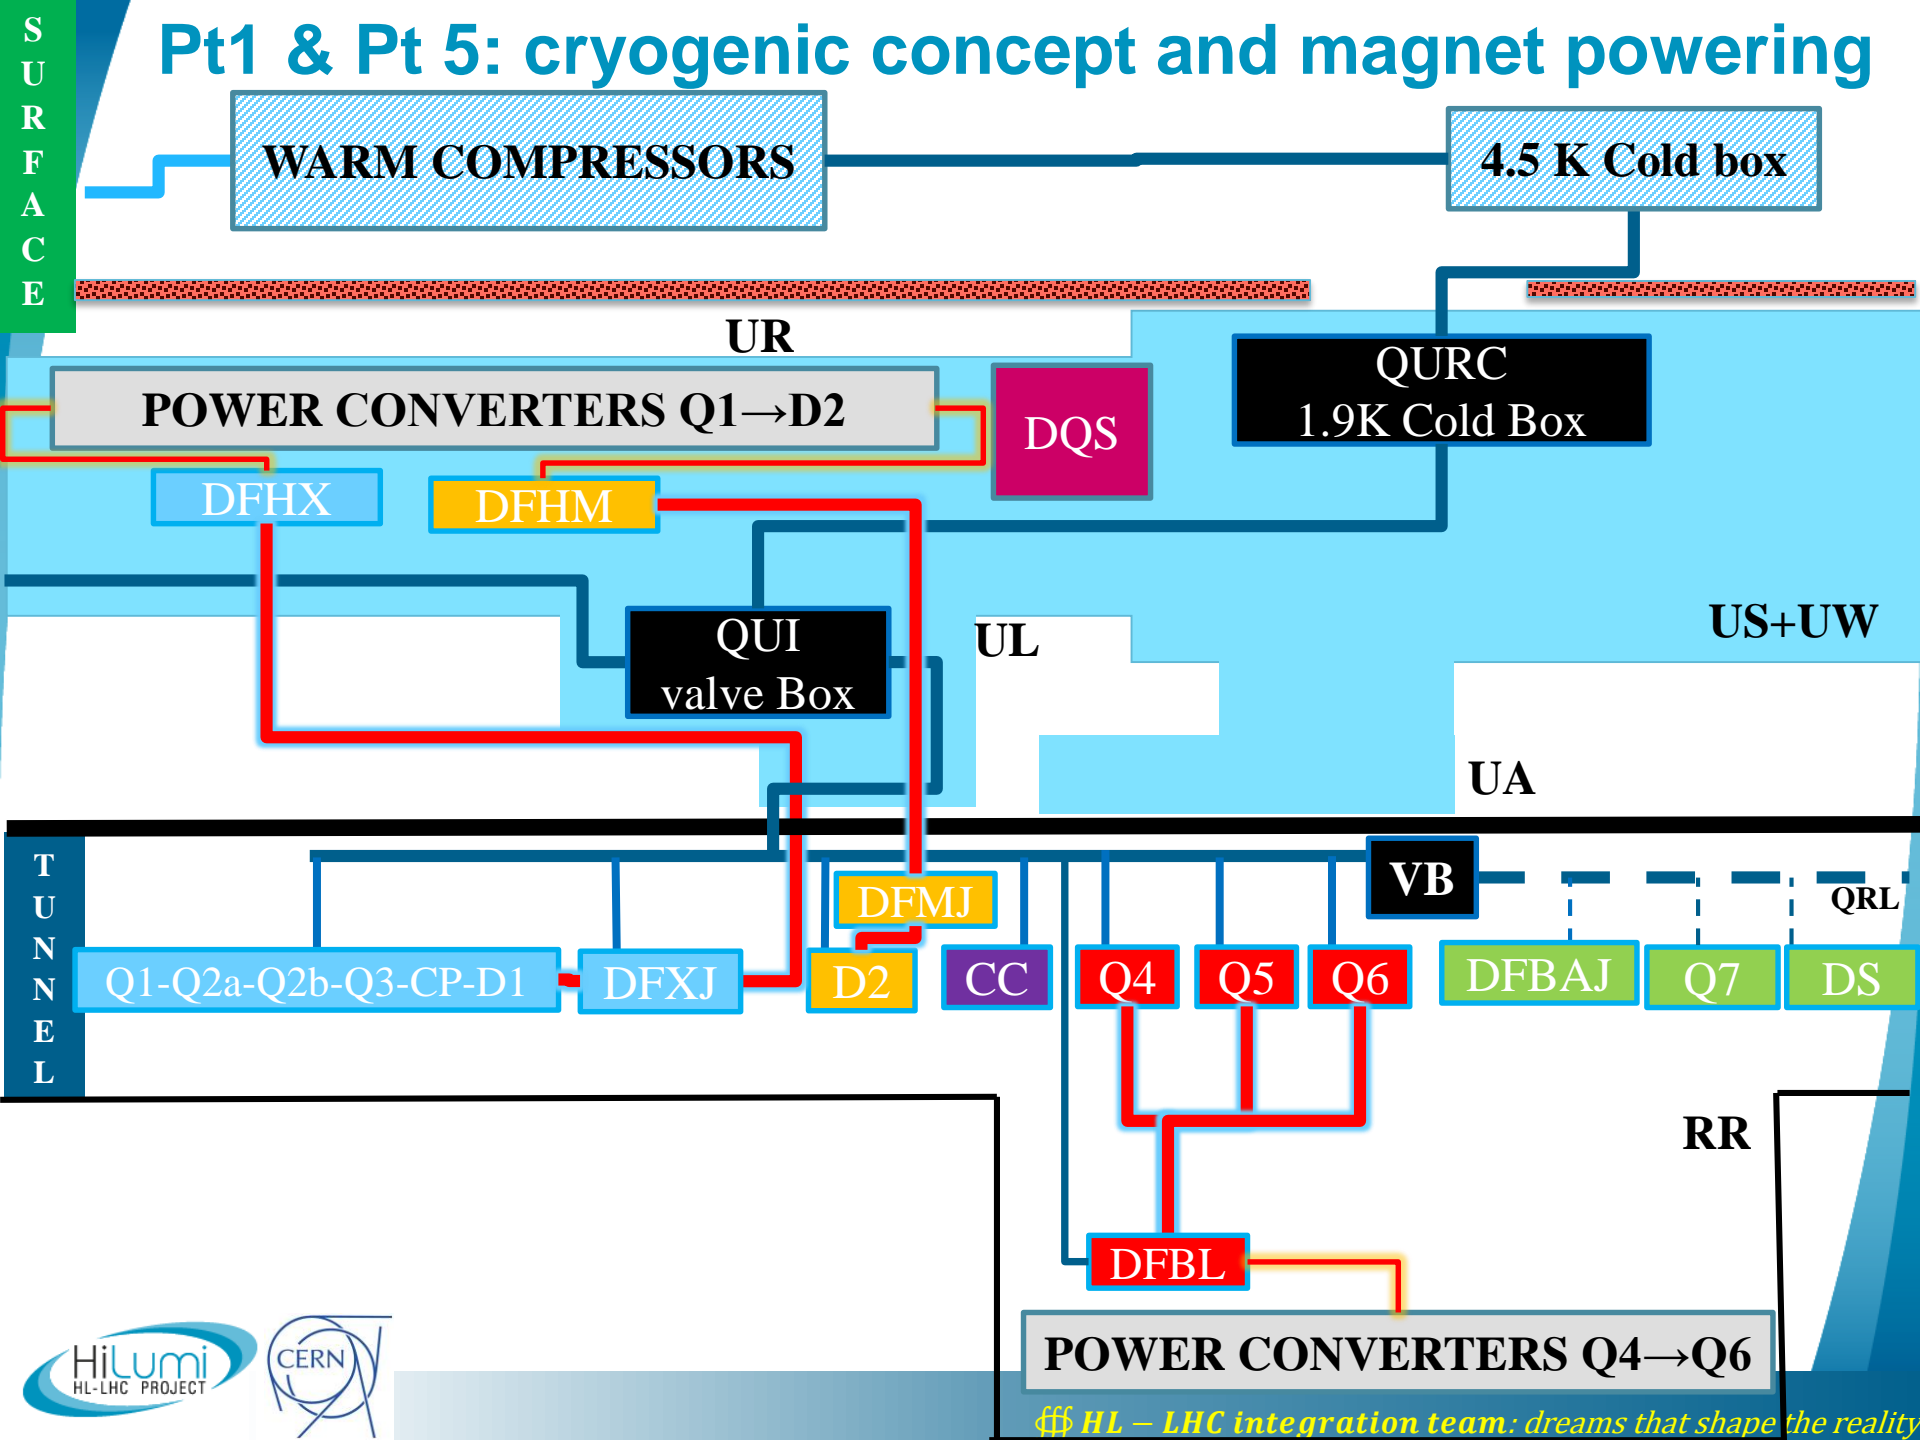 SURFACE
Pt1 & Pt 5: cryogenic concept and magnet powering
WARM COMPRESSORS
4.5 K Cold box
UR
POWER CONVERTERS Q1→D2
DQS
QURC
1.9K Cold Box
DFHX
DFHM
QUI
valve Box
UL
US+UW
UA
TUNNEL
VB
QRL
DFMJ
Q1-Q2a-Q2b-Q3-CP-D1
DFXJ
D2
CC
Q4
Q5
Q6
DFBAJ
Q7
DS
RR
DFBL
POWER CONVERTERS Q4→Q6
HiLumi
HL-LHC PROJECT
CERN
∰ HL – LHC integration team: dreams that shape the reality